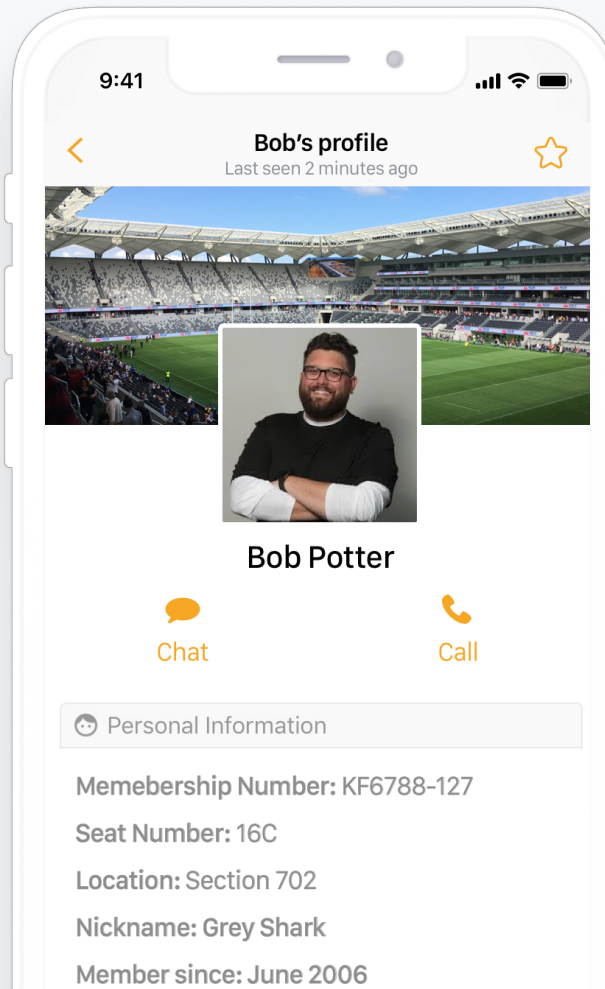 9:41
Bob's profile
Last seen 2 minutes ago
Bob Potter
Chat
Call
Personal Information
Memebership Number: KF6788-127
Seat Number: 16C
Location: Section 702
Nickname: Grey Shark
Member since: June 2006